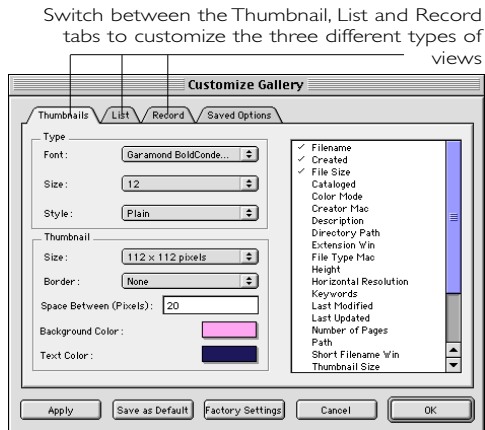 Switch between the Thumbnail, List and Record
tabs to customize the three different types of
views
Customize Gallery
Thumbnails List Record Saved Options
Type
Font: Garamond BoldConde...
Size: 12
Style: Plain
Thumbnail
Size: 112 x 112 pixels
Border: None
Space Between (Pixels): 20
Background Color:
Text Color:
✓ Filename
✓ Created
✓ File Size
Cataloged
Color Mode
Creator Mac
Description
Directory Path
Extension Win
File Type Mac
Height
Horizontal Resolution
Keywords
Last Modified
Last Updated
Number of Pages
Path
Short Filename Win
Thumbnail Size
Apply Save as Default Factory Settings Cancel OK